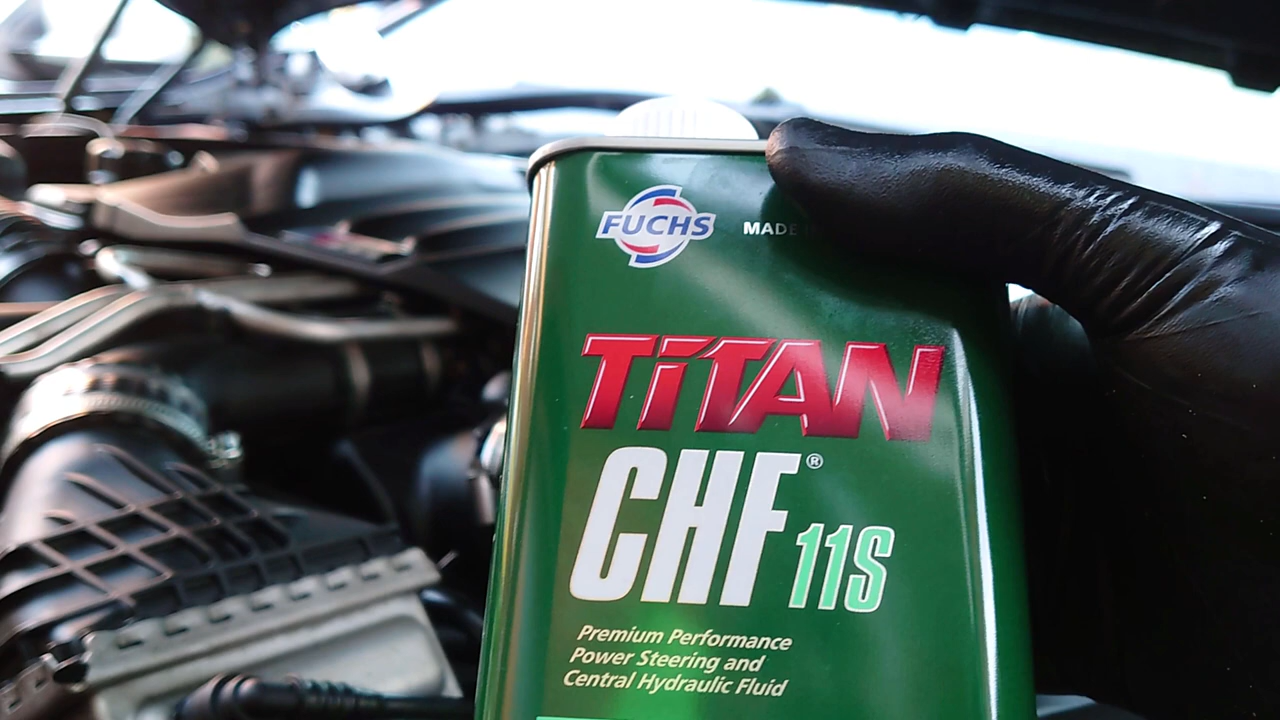 FUCHS
MADE
TiTAN
CHF®
11S
Premium Performance
Power Steering and
Central Hydraulic Fluid